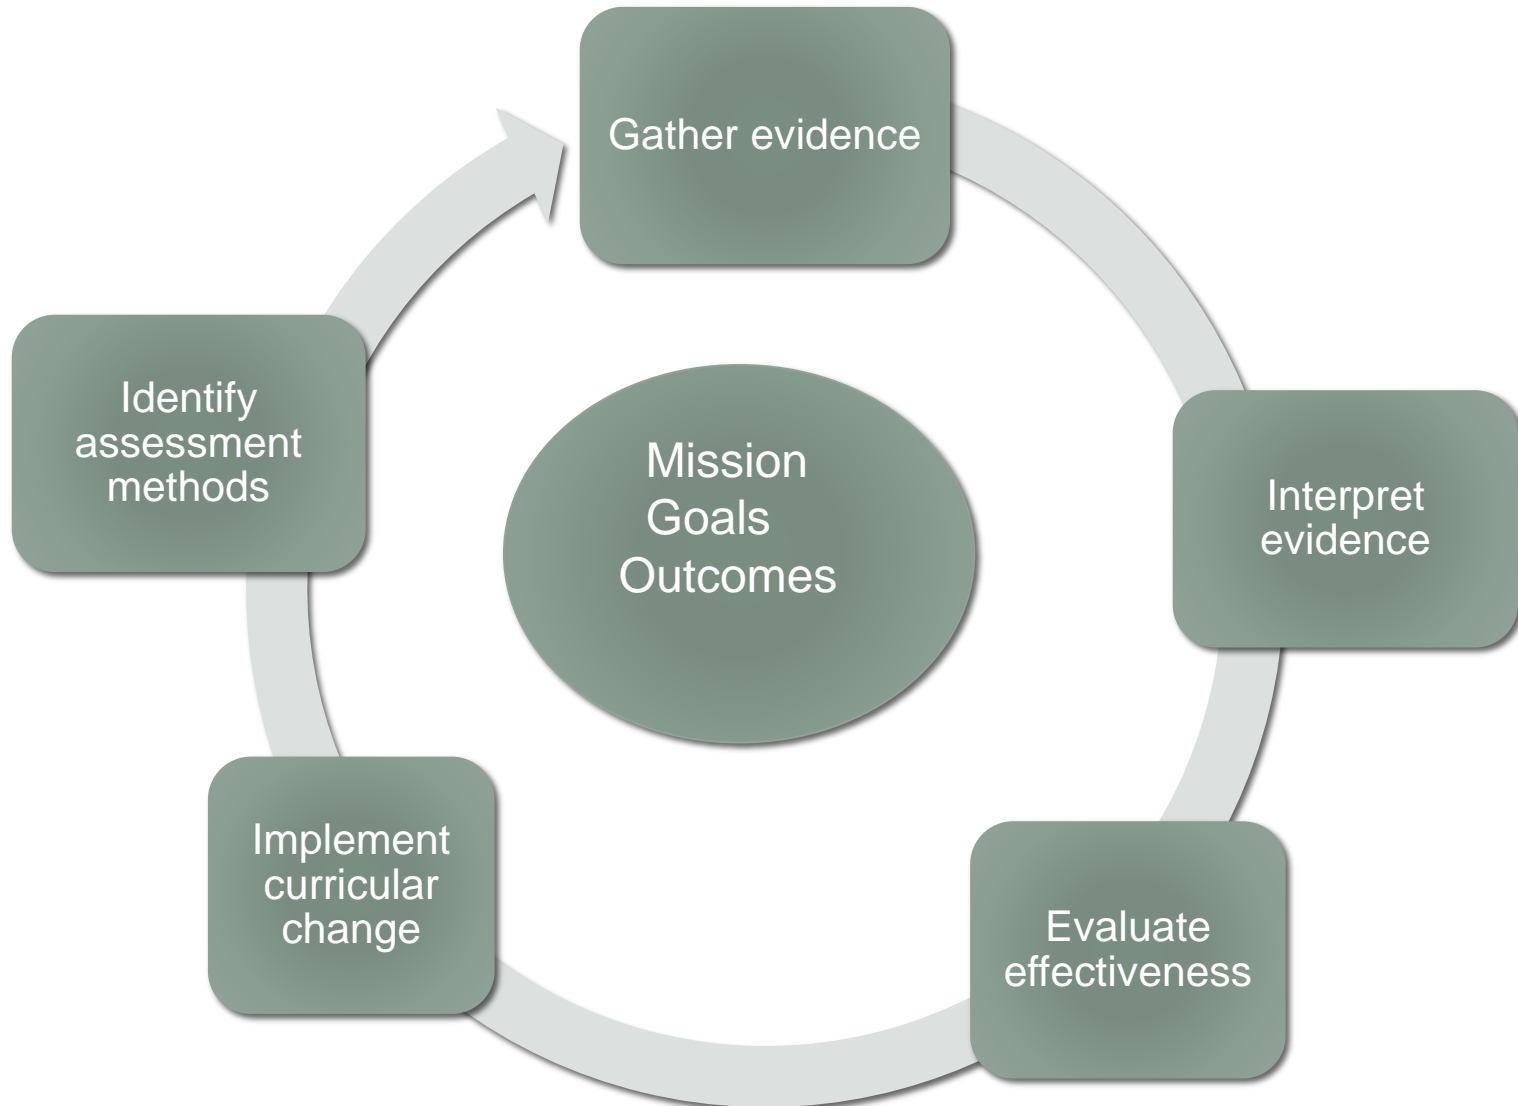 Gather evidence
Identify
assessment
methods
Mission
Goals
Outcomes
Interpret
evidence
Implement
curricular
change
Evaluate
effectiveness